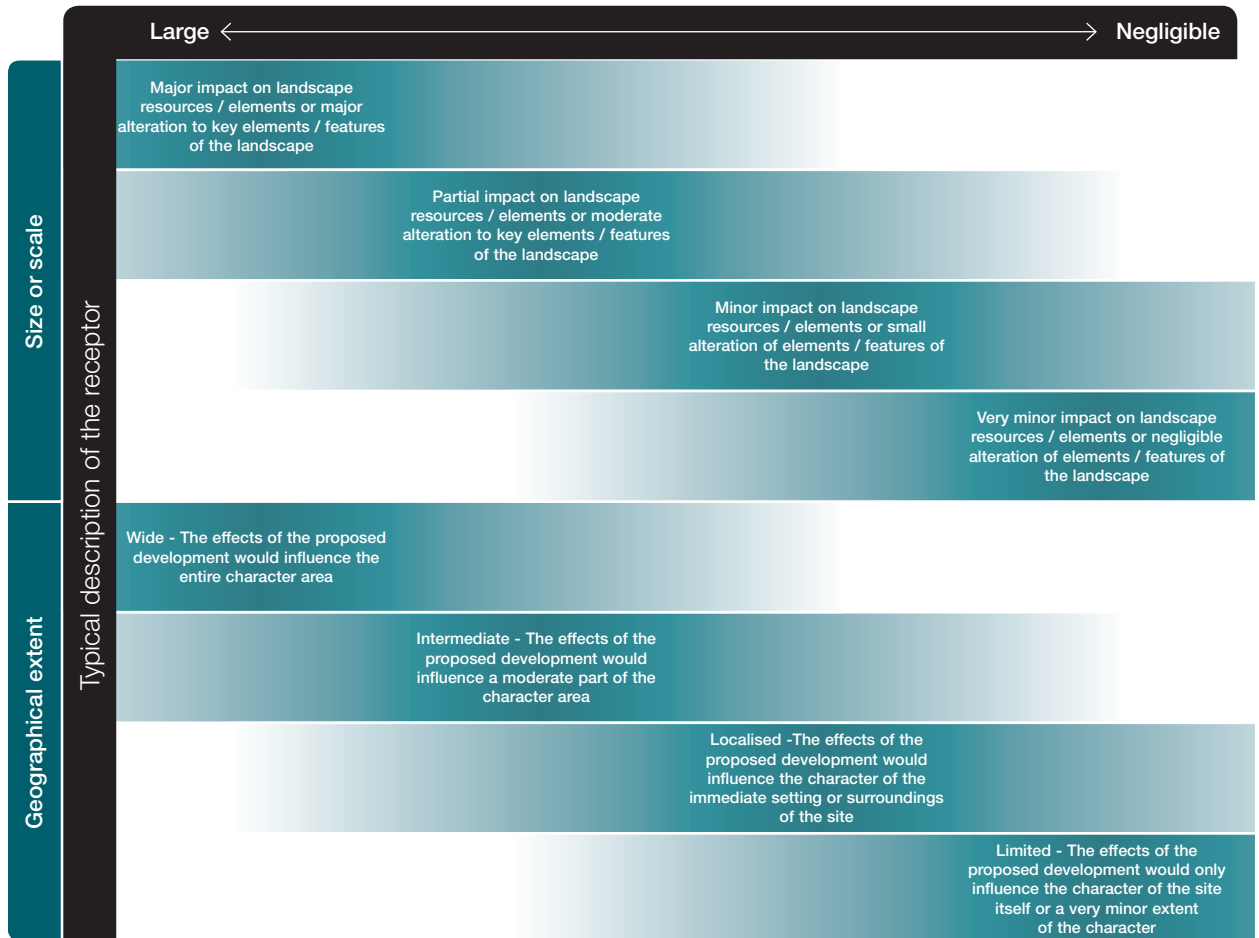 Large
Negligible
Size or scale
Typical description of the receptor
Major impact on landscape
resources / elements or major
alteration to key elements / features
of the landscape
Partial impact on landscape
resources / elements or moderate
alteration to key elements / features
of the landscape
Minor impact on landscape
resources / elements or small
alteration of elements / features of
the landscape
Very minor impact on landscape
resources / elements or negligible
alteration of elements / features of
the landscape
Geographical extent
Wide - The effects of the proposed
development would influence the
entire character area
Intermediate - The effects of the
proposed development would
influence a moderate part of the
character area
Localised -The effects of the
proposed development would
influence the character of the
immediate setting or surroundings
of the site
Limited - The effects of the
proposed development would only
influence the character of the site
itself or a very minor extent
of the character